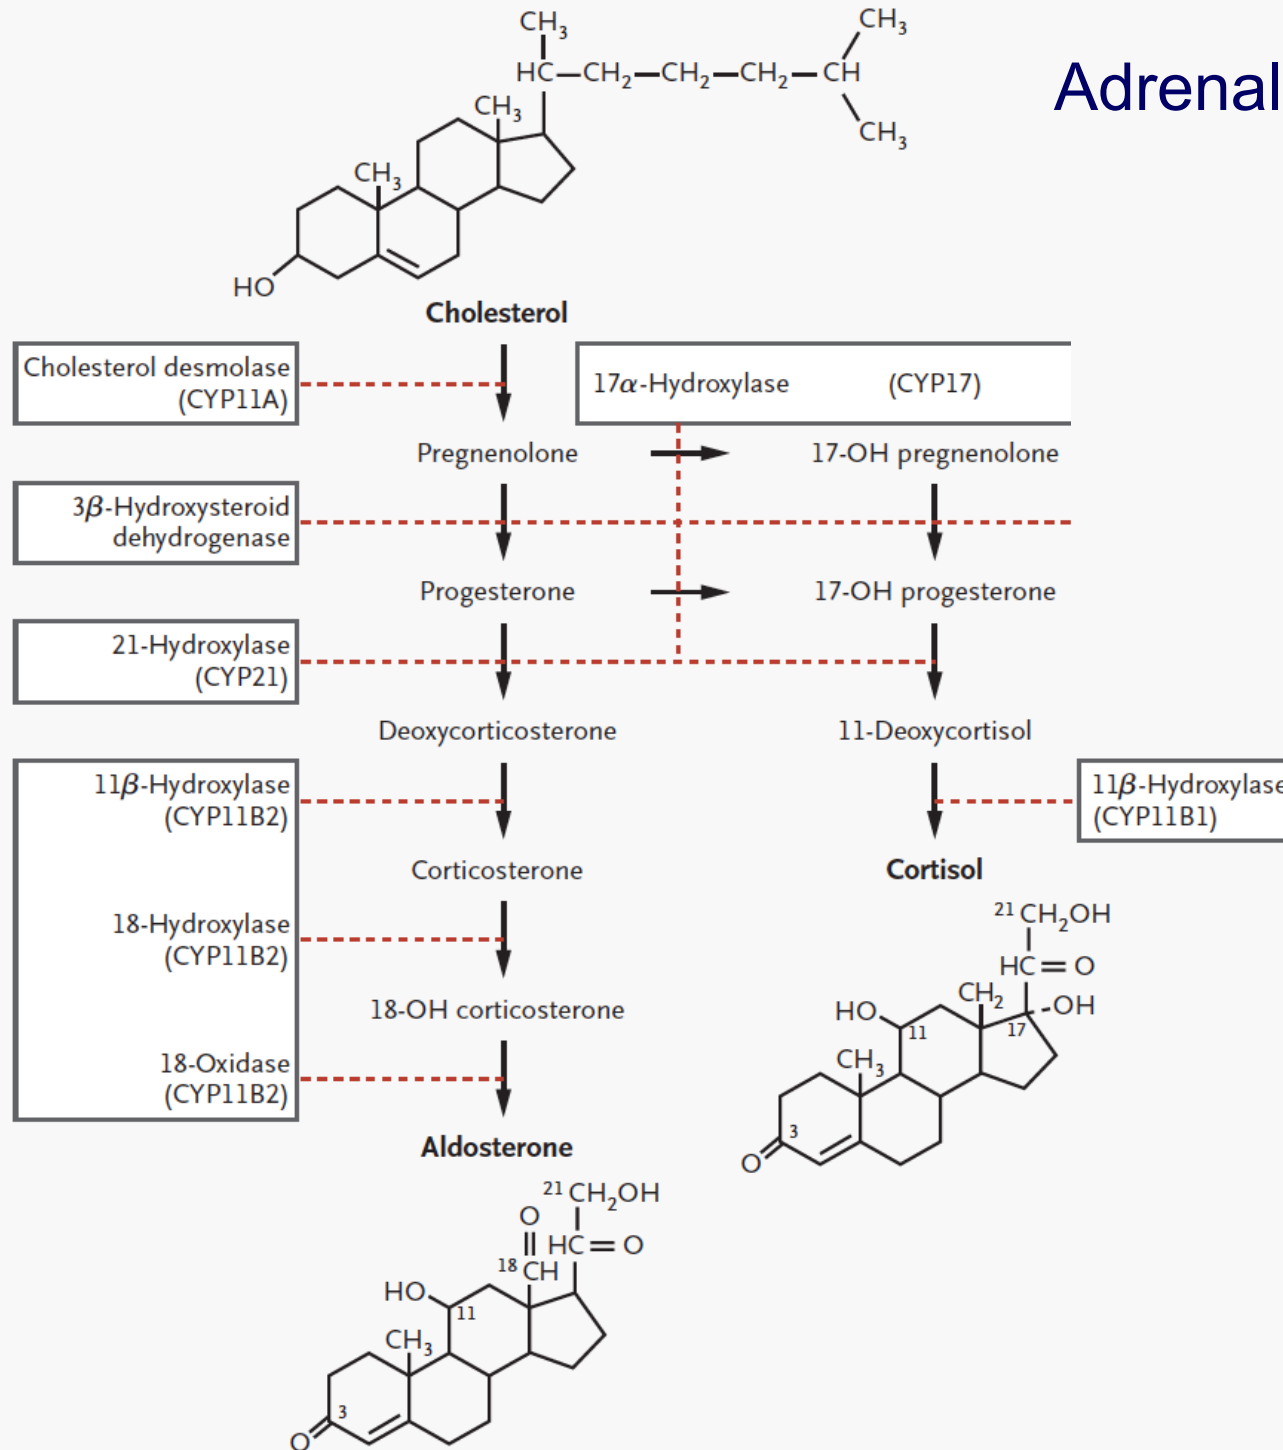 CH3
CH3
HC–CH2–CH2–CH2–CH
Adrenal
CH3
CH3
CH3
HO
Cholesterol
Cholesterol desmolase
(CYP11A)
17α-Hydroxylase (CYP17)
Pregnenolone
17-OH pregnenolone
3β-Hydroxysteroid
dehydrogenase
Progesterone
17-OH progesterone
21-Hydroxylase
(CYP21)
Deoxycorticosterone
11-Deoxycortisol
11β-Hydroxylase
(CYP11B2)
11β-Hydroxylase
(CYP11B1)
Corticosterone
Cortisol
18-Hydroxylase
(CYP11B2)
18-OH corticosterone
18-Oxidase
(CYP11B2)
21 CH2OH
HC=O
CH2
HO
OH
11
17
CH3
3
O
Aldosterone
21 CH2OH
O
HC=O
18 CH
HO
11
CH3
3
O